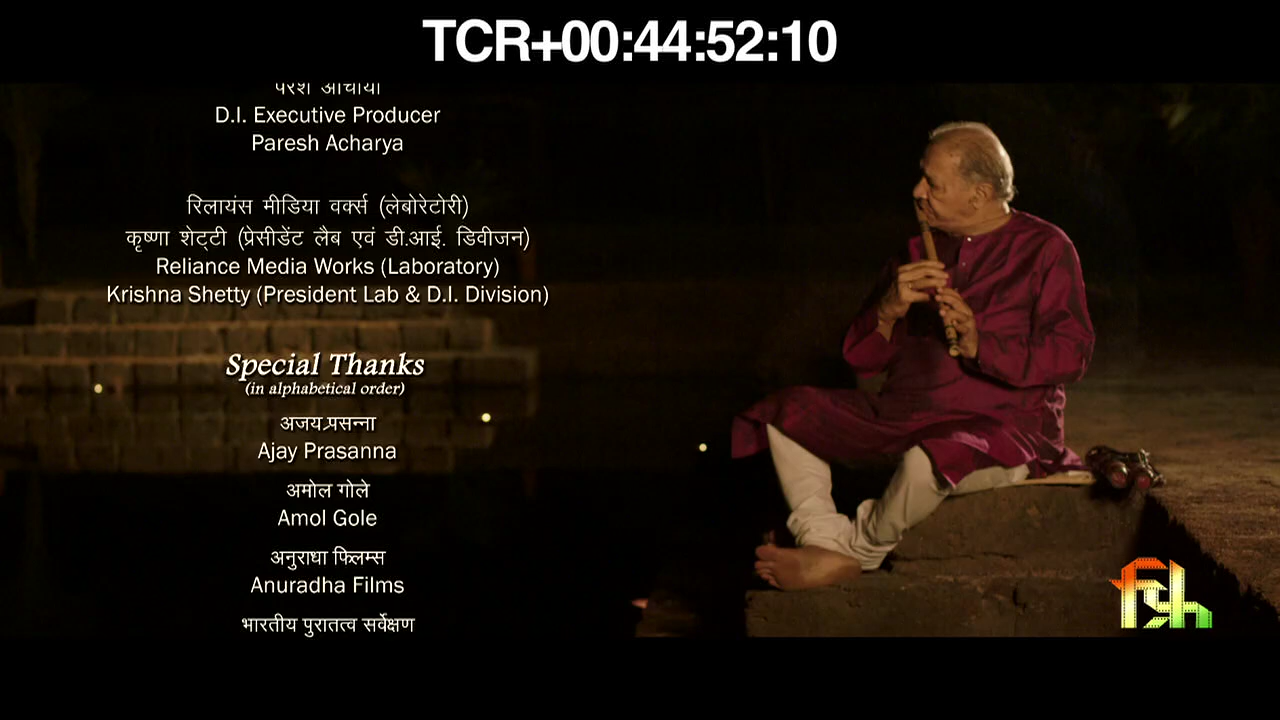 TCR+00:44:52:10
परेश आचार्या
D.I. Executive Producer
Paresh Acharya
रिलायंस मीडिया वर्क्स (लेबोरेटोरी)
कृष्णा शेट्टी (प्रेसीडेंट लैब एवं डी.आई. डिवीजन)
Reliance Media Works (Laboratory)
Krishna Shetty (President Lab & D.I. Division)
Special Thanks
(in alphabetical order)
अजय प्रसन्ना
Ajay Prasanna
अमोल गोले
Amol Gole
अनुराधा फिल्म्स
Anuradha Films
भारतीय पुरातत्व सर्वेक्षण